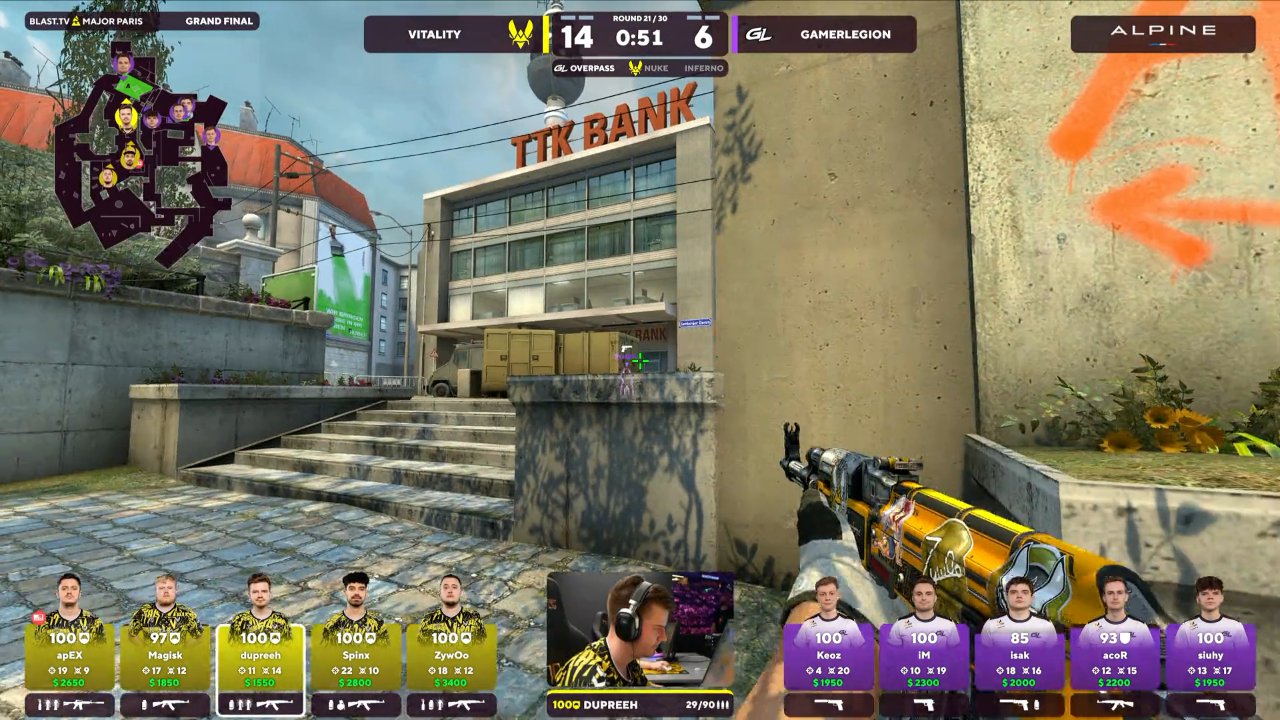 BLAST.TV MAJOR PARIS GRAND FINAL
VITALITY 14 ROUND 21 / 30 0:51 6 GL GAMERLEGION
ALPINE
GL OVERPASS NUKE INFERNO
TTK BANK
BANK
A
100 apEX 19 9 $2650
97 Magisk 17 12 $1850
100 dupreeh 11 14 $1550
100 Spinx 22 10 $2800
100 ZywOo 18 12 $3400
100 DUPREEH 29/90
100 Keoz 4 20 $1950
100 iM 10 19 $2300
85 isak 18 16 $2000
93 acoR 12 15 $2200
100 siuhy 13 17 $1950